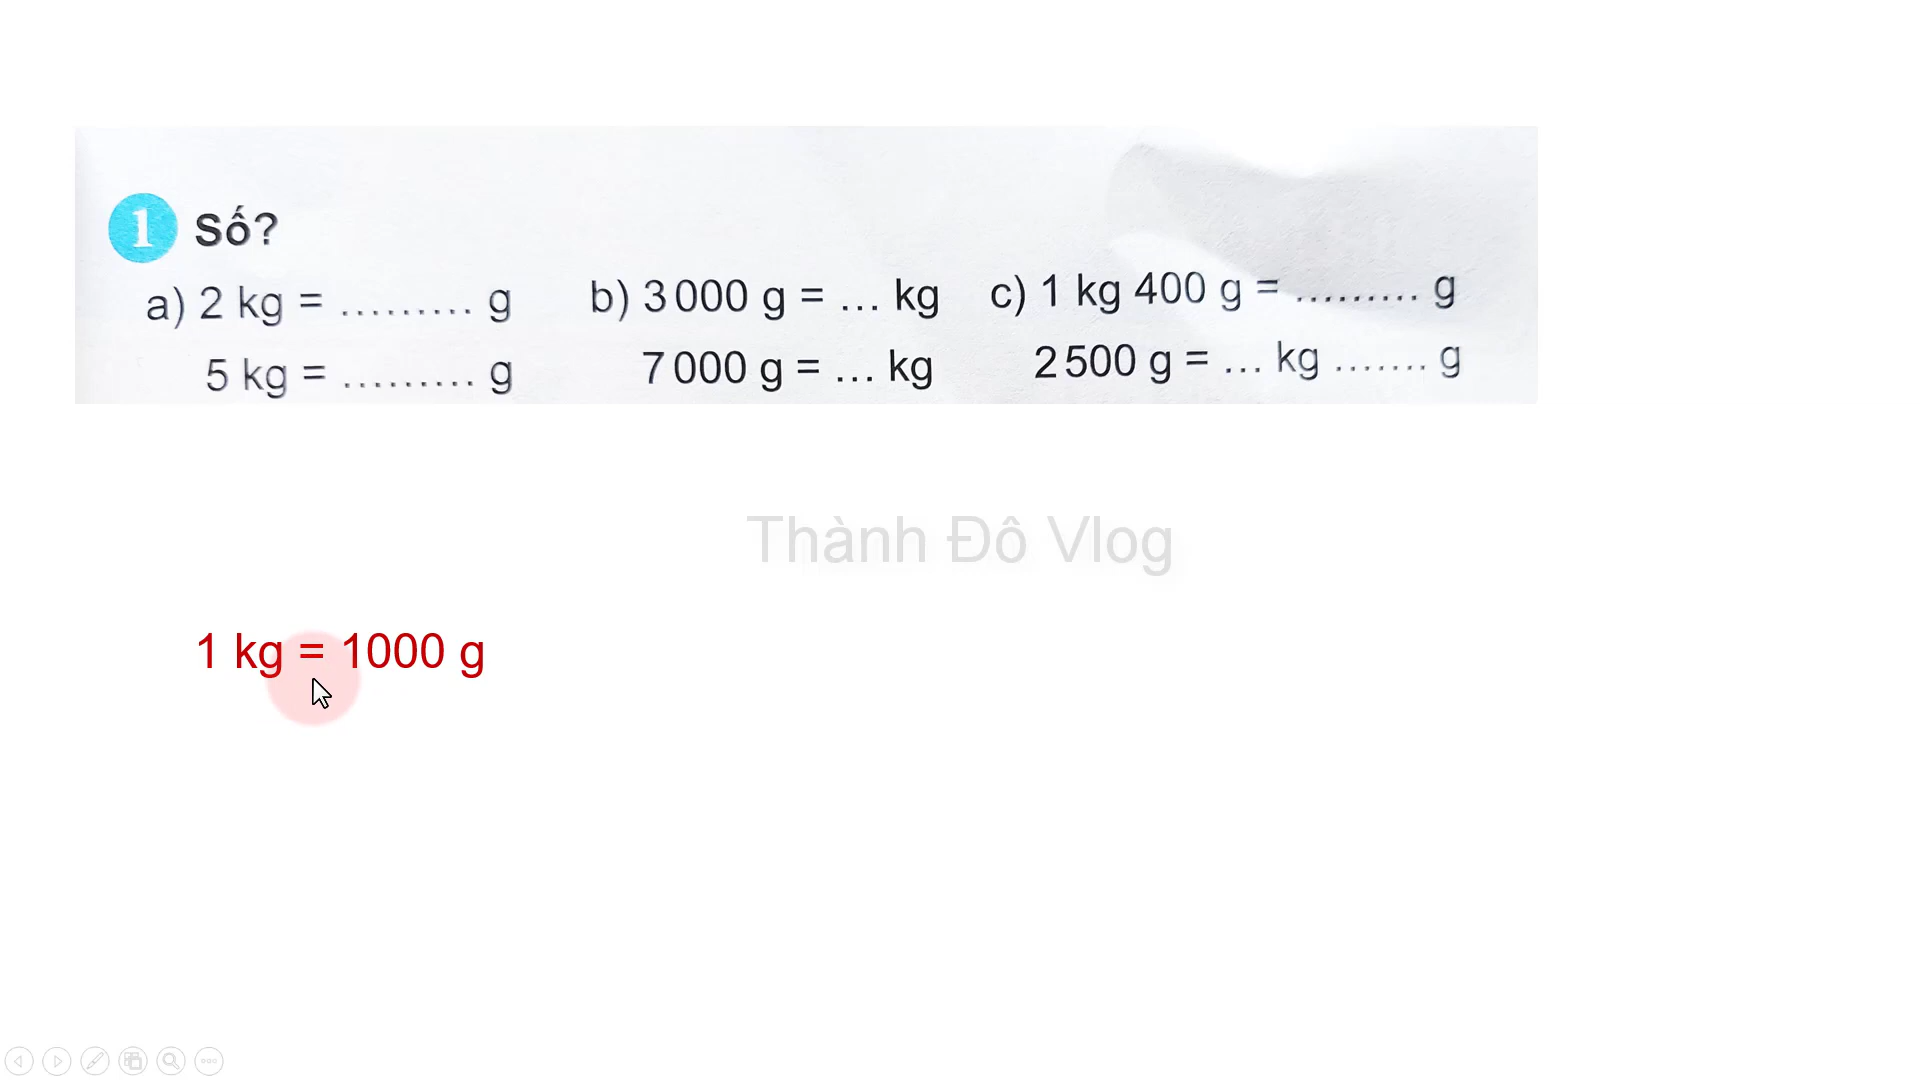 1 Số?
a) 2 kg = ......... g b) 3 000 g = ... kg c) 1 kg 400 g = ......... g
5 kg = ......... g 7 000 g = ... kg 2 500 g = ... kg ....... g
Thành Đô Vlog
1 kg = 1000 g